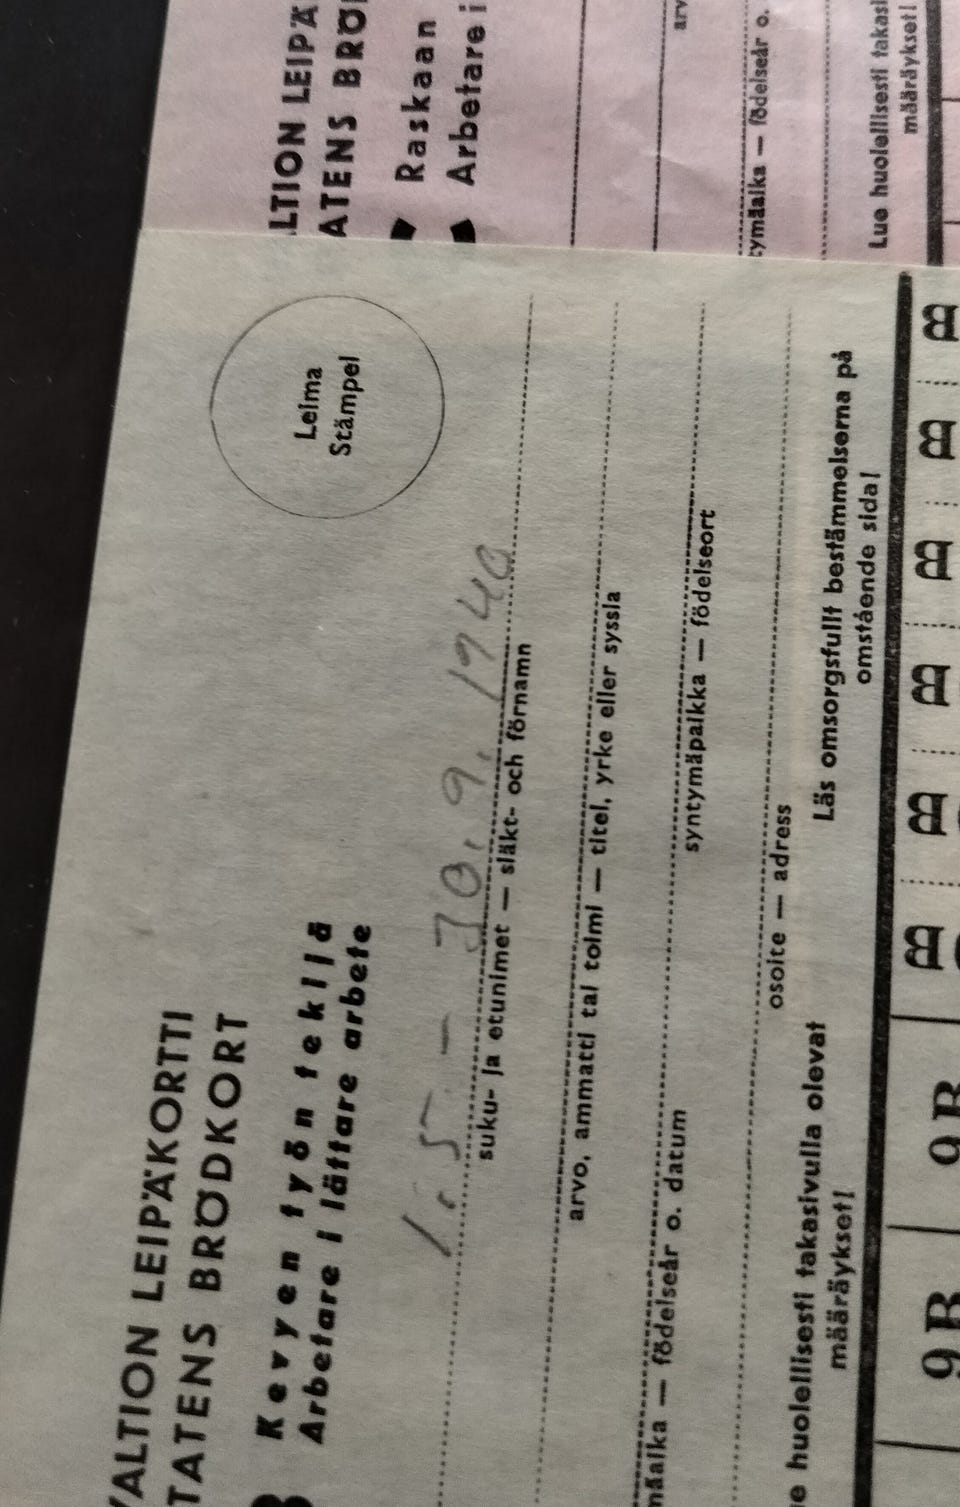 LTION LEIPÄ
ATENS BRÖ
Raskaan
Arbetare i
arv
tymäaika — födelseår o.
Lue huolellisesti takasi
määräykset!
VALTION LEIPÄKORTTI
TATENS BRÖDKORT
B Kevyen työn tekijä
Arbetare i lättare arbete
Leima
Stämpel
1.5. — 30.9.1940
suku- ja etunimet — släkt- och förnamn
arvo, ammatti tai toimi — titel, yrke eller syssla
mäaika — födelseår o. datum syntymäpaikka — födelseort
osoite — adress
e huolellisesti takasivulla olevat
määräykset!
Läs omsorgsfullt bestämmelserna på
omstående sida!
9B 9B B B B B B B